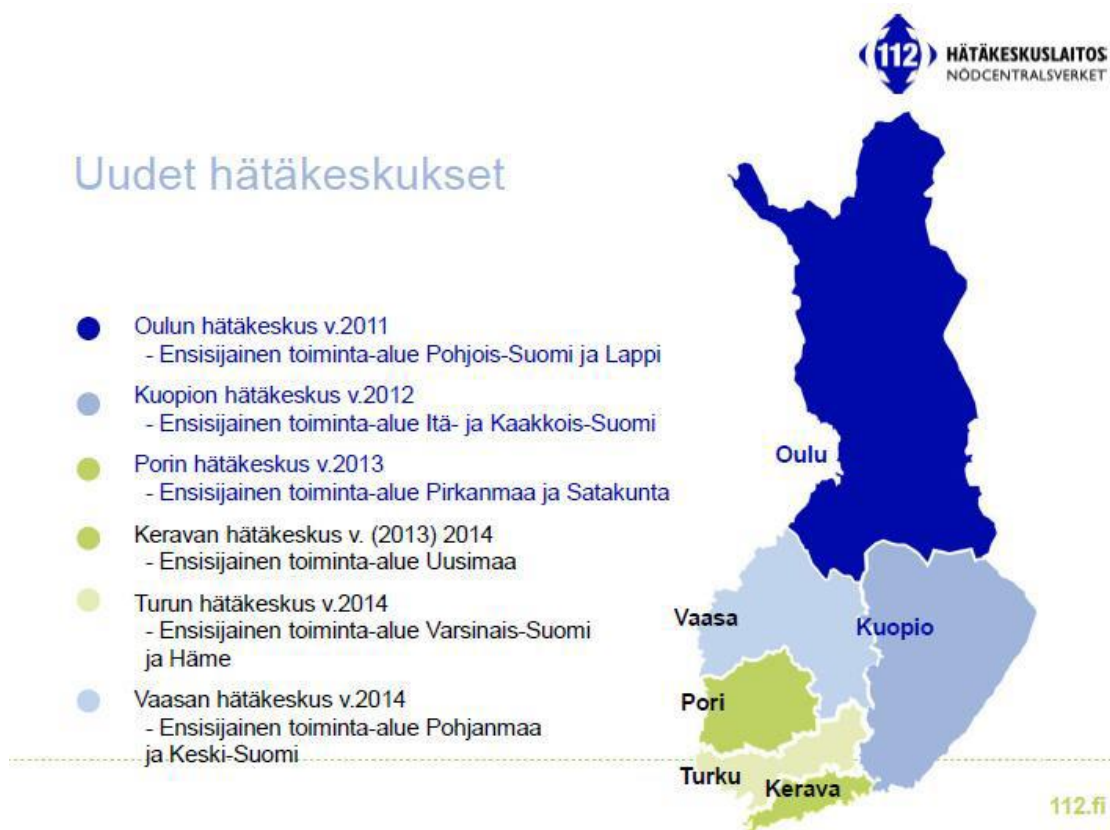 112 HÄTÄKESKUSLAITOS
NÖDCENTRALSVERKET
Uudet hätäkeskukset
Oulun hätäkeskus v.2011
- Ensisijainen toiminta-alue Pohjois-Suomi ja Lappi
Kuopion hätäkeskus v.2012
- Ensisijainen toiminta-alue Itä- ja Kaakkois-Suomi
Porin hätäkeskus v.2013
- Ensisijainen toiminta-alue Pirkanmaa ja Satakunta
Keravan hätäkeskus v. (2013) 2014
- Ensisijainen toiminta-alue Uusimaa
Turun hätäkeskus v.2014
- Ensisijainen toiminta-alue Varsinais-Suomi
ja Häme
Vaasan hätäkeskus v.2014
- Ensisijainen toiminta-alue Pohjanmaa
ja Keski-Suomi
Oulu
Vaasa
Kuopio
Pori
Turku
Kerava
112.fi